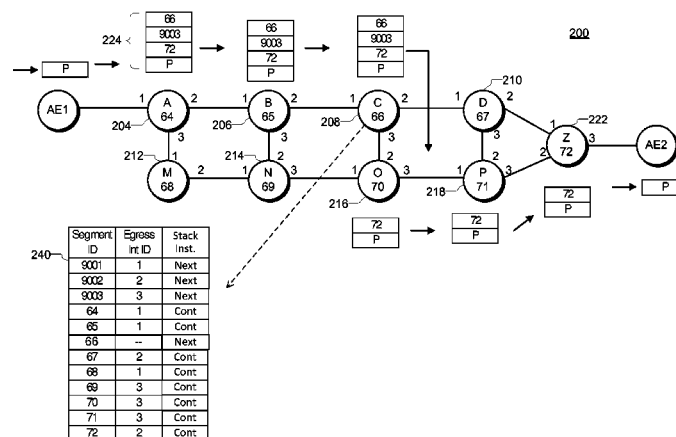 200
66
9003
72
P
224
66
9003
72
P
66
9003
72
P
P
AE1
1
A
64
2
3
204
1
B
65
2
3
206
1
C
66
2
3
208
1
D
67
2
3
210
1
Z
72
3
2
222
AE2
212
1
M
68
2
214
2
1
N
69
3
2
1
O
70
3
216
2
1
P
71
3
218
72
P
72
P
72
P
P
240
Segment ID Egress Int ID Stack Inst.
9001 1 Next
9002 2 Next
9003 3 Next
64 1 Cont
65 1 Cont
66 -- Next
67 2 Cont
68 1 Cont
69 3 Cont
70 3 Cont
71 3 Cont
72 2 Cont